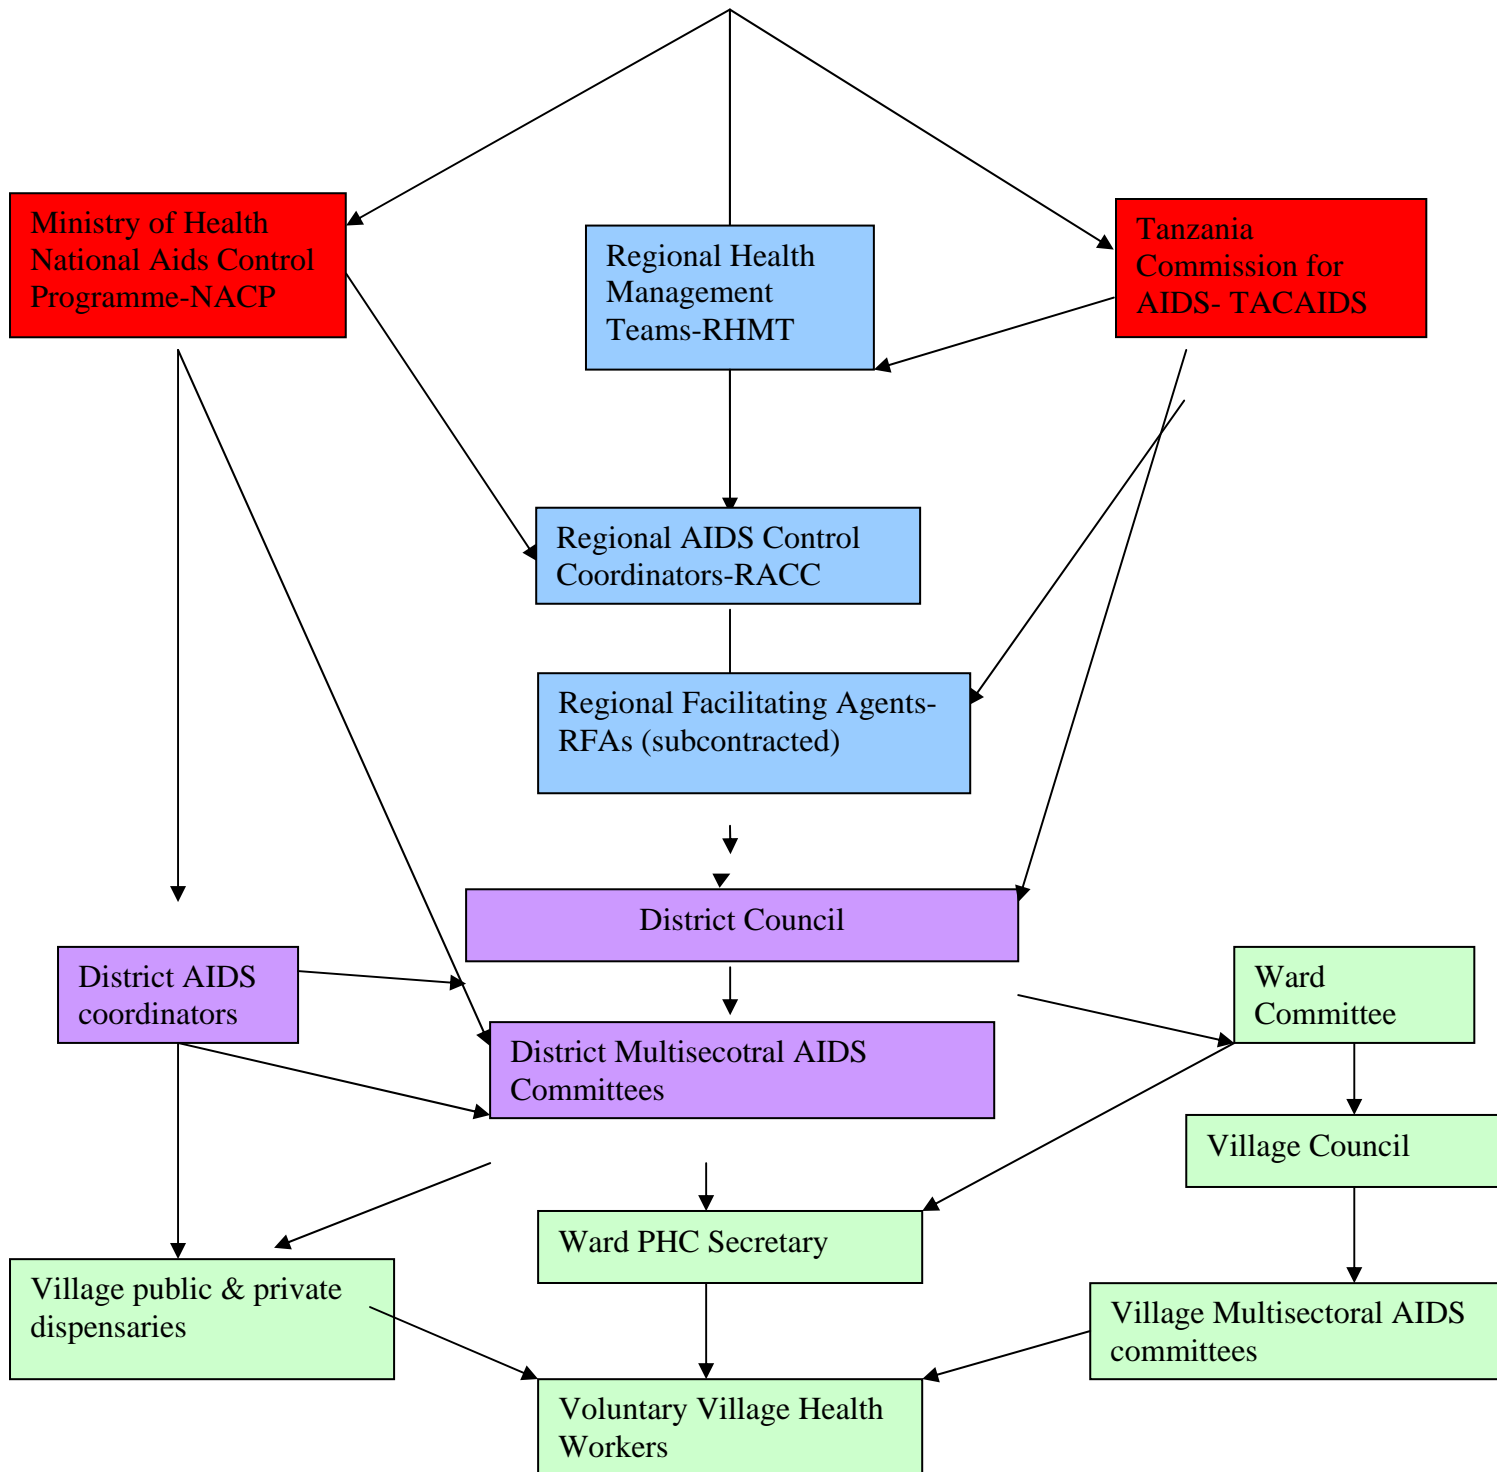 Ministry of Health
National Aids Control
Programme-NACP
Regional Health
Management
Teams-RHMT
Tanzania
Commission for
AIDS- TACAIDS
Regional AIDS Control
Coordinators-RACC
Regional Facilitating Agents-
RFAs (subcontracted)
District Council
District AIDS
coordinators
Ward
Committee
District Multisecotral AIDS
Committees
Village Council
Ward PHC Secretary
Village public & private
dispensaries
Village Multisectoral AIDS
committees
Voluntary Village Health
Workers